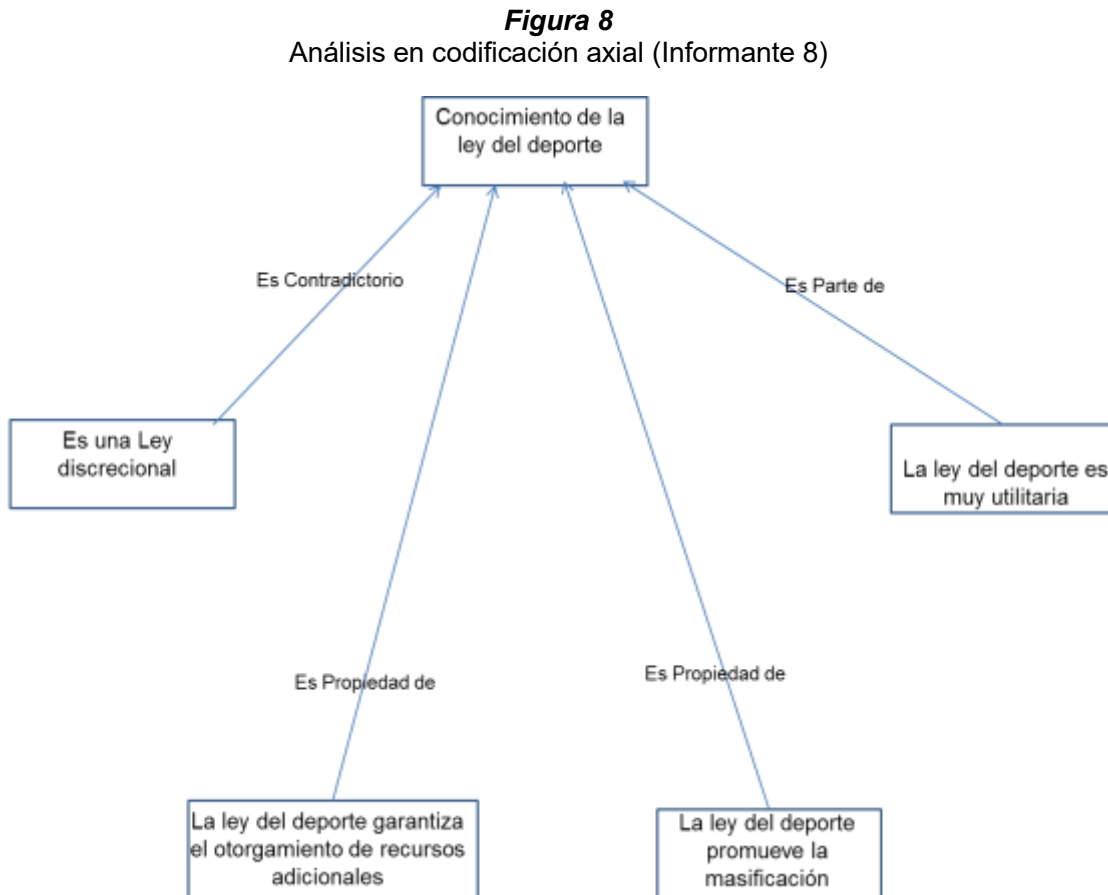 Figura 8
Análisis en codificación axial (Informante 8)
Conocimiento de la
ley del deporte
Es Contradictorio
Es Parte de
Es una Ley
discrecional
La ley del deporte es
muy utilitaria
Es Propiedad de
Es Propiedad de
La ley del deporte garantiza
el otorgamiento de recursos
adicionales
La ley del deporte
promueve la
masificación